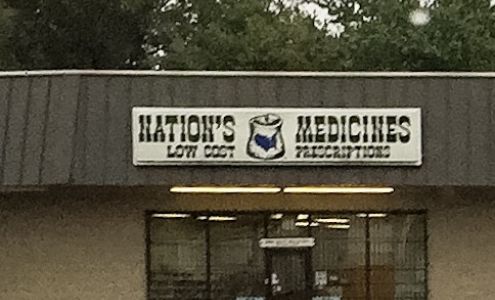 NATION'S MEDICINES
LOW COST PRESCRIPTIONS